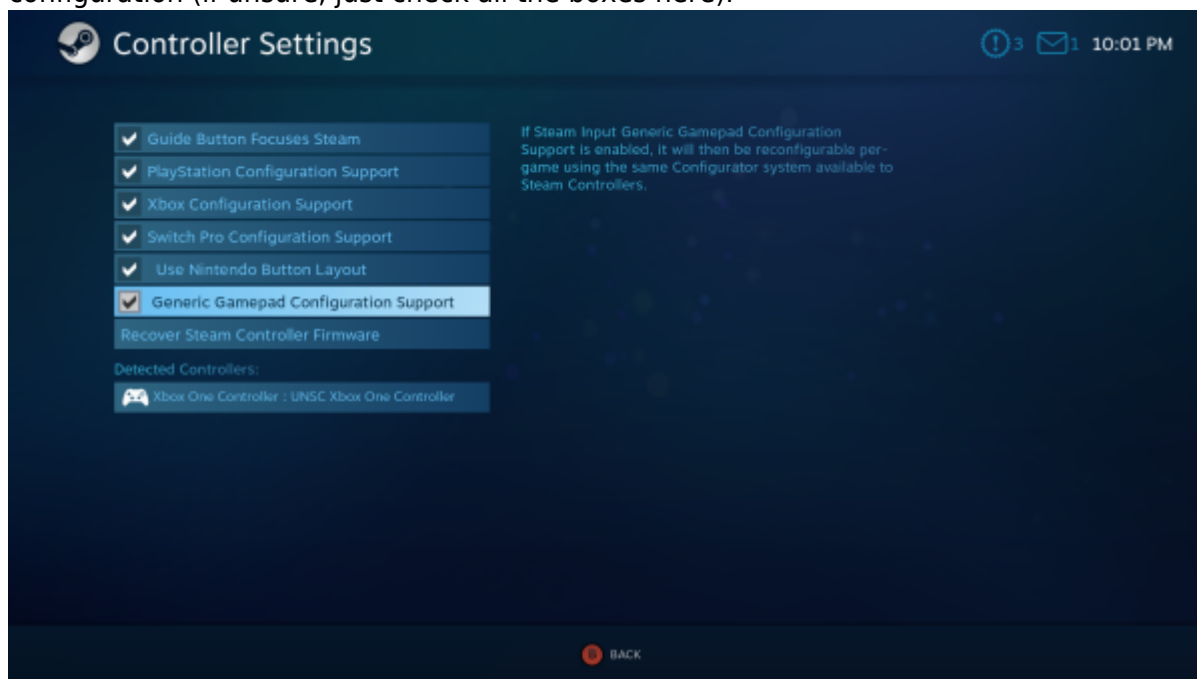 configuration (if unsure, just check all the boxes here).
Controller Settings
3 1 10:01 PM
Guide Button Focuses Steam
PlayStation Configuration Support
Xbox Configuration Support
Switch Pro Configuration Support
Use Nintendo Button Layout
Generic Gamepad Configuration Support
Recover Steam Controller Firmware
Detected Controllers:
Xbox One Controller : UNSC Xbox One Controller
If Steam Input Generic Gamepad Configuration
Support is enabled, it will then be reconfigurable per-
game using the same Configurator system available to
Steam Controllers.
B BACK